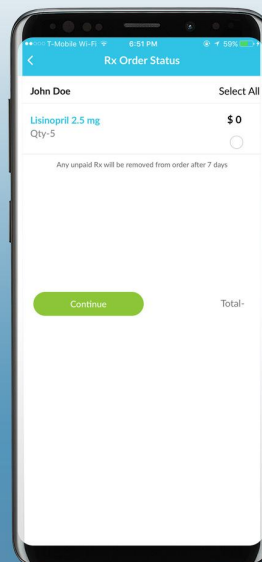 T-Mobile Wi-Fi 6:51 PM 59%
Rx Order Status
John Doe Select All
Lisinopril 2.5 mg $ 0
Qty-5
Any unpaid Rx will be removed from order after 7 days
Continue Total-